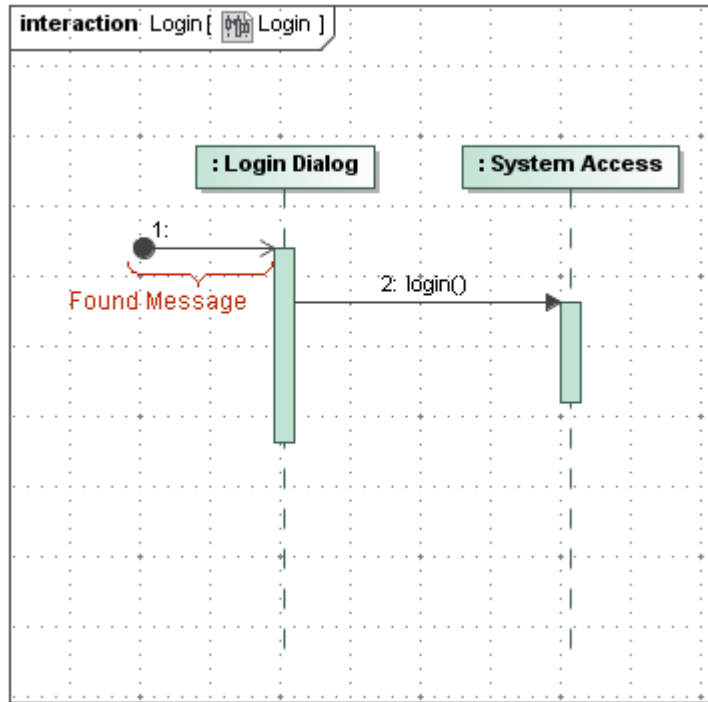 interaction Login[ Login ]
: Login Dialog
: System Access
1:
Found Message
2: login()